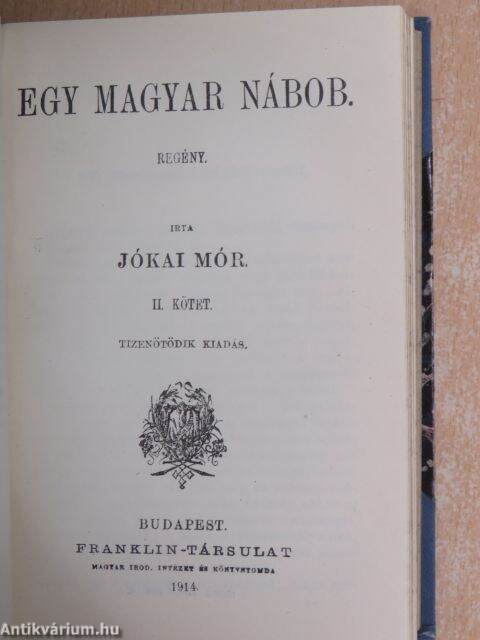 EGY MAGYAR NÁBOB.
REGÉNY.
IRTA
JÓKAI MÓR.
II. KÖTET.
TIZENÖTÖDIK KIADÁS.
BUDAPEST.
FRANKLIN-TÁRSULAT
MAGYAR IROD. INTÉZET ÉS KÖNYVNYOMDA
1914.
Antikvárium.hu